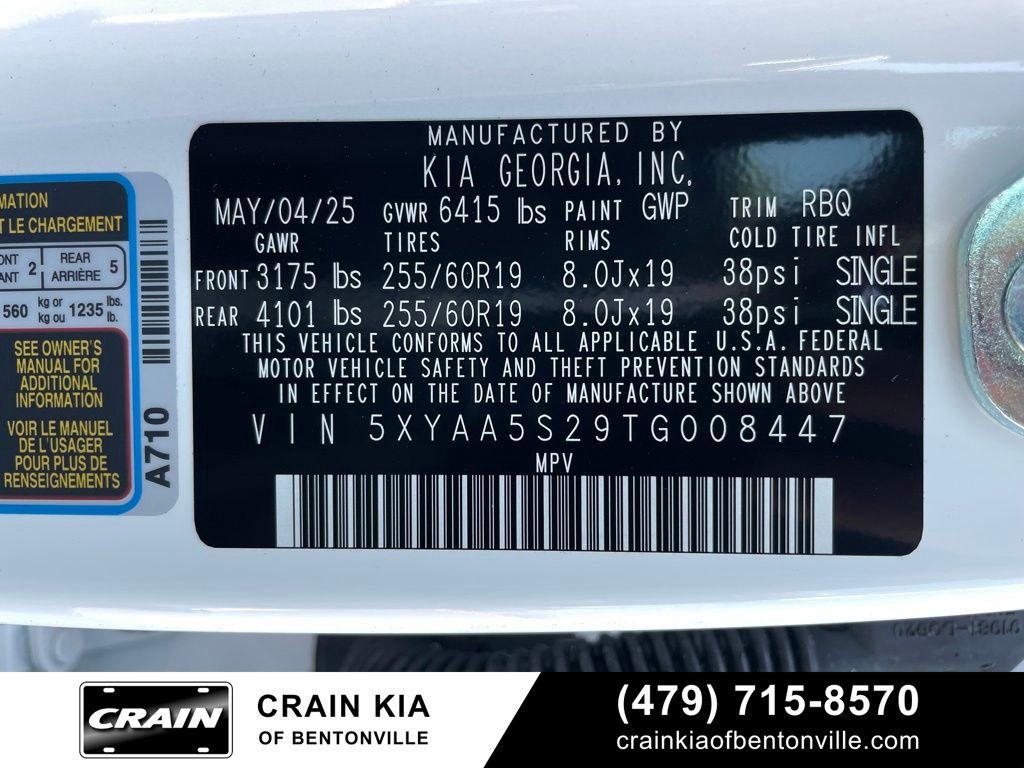 MANUFACTURED BY
KIA GEORGIA, INC.
MAY/04/25 GVWR 6415 lbs PAINT GWP TRIM RBQ
GAWR TIRES RIMS COLD TIRE INFL
FRONT 3175 lbs 255/60R19 8.0Jx19 38psi SINGLE
REAR 4101 lbs 255/60R19 8.0Jx19 38psi SINGLE
THIS VEHICLE CONFORMS TO ALL APPLICABLE U.S.A. FEDERAL
MOTOR VEHICLE SAFETY AND THEFT PREVENTION STANDARDS
IN EFFECT ON THE DATE OF MANUFACTURE SHOWN ABOVE
VIN 5XYAA5S29TG008447
MPV
LE CHARGEMENT
2 REAR ARRIÈRE 5
560 kg or kg ou 1235 lbs. lb.
SEE OWNER'S
MANUAL FOR
ADDITIONAL
INFORMATION
VOIR LE MANUEL
DE L'USAGER
POUR PLUS DE
RENSEIGNEMENTS
A710
CRAIN
CRAIN KIA
OF BENTONVILLE
(479) 715-8570
crainkiaofbentonville.com